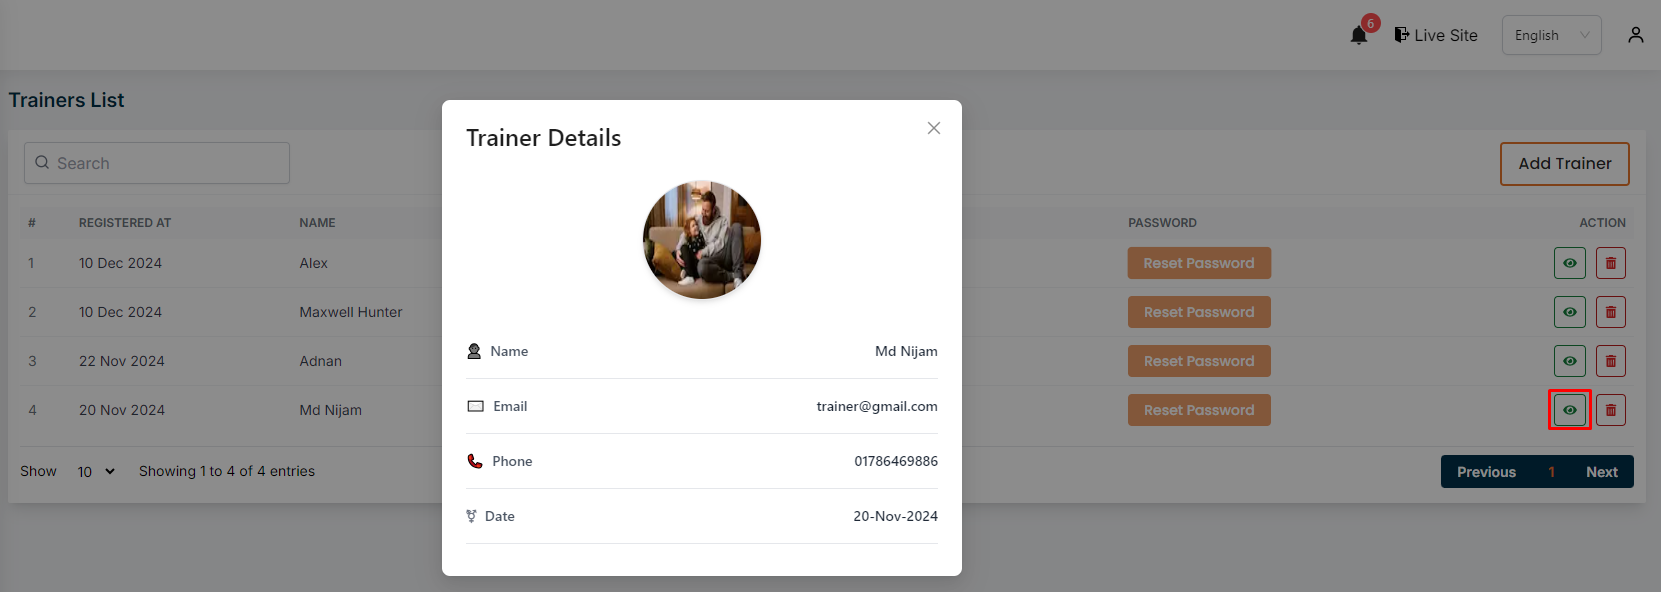 6
Live Site
English
Trainers List
Search
Add Trainer
# REGISTERED AT NAME PASSWORD ACTION
1 10 Dec 2024 Alex Reset Password
2 10 Dec 2024 Maxwell Hunter Reset Password
3 22 Nov 2024 Adnan Reset Password
4 20 Nov 2024 Md Nijam Reset Password
Show 10 Showing 1 to 4 of 4 entries
Previous 1 Next
Trainer Details
Name Md Nijam
Email trainer@gmail.com
Phone 01786469886
Date 20-Nov-2024